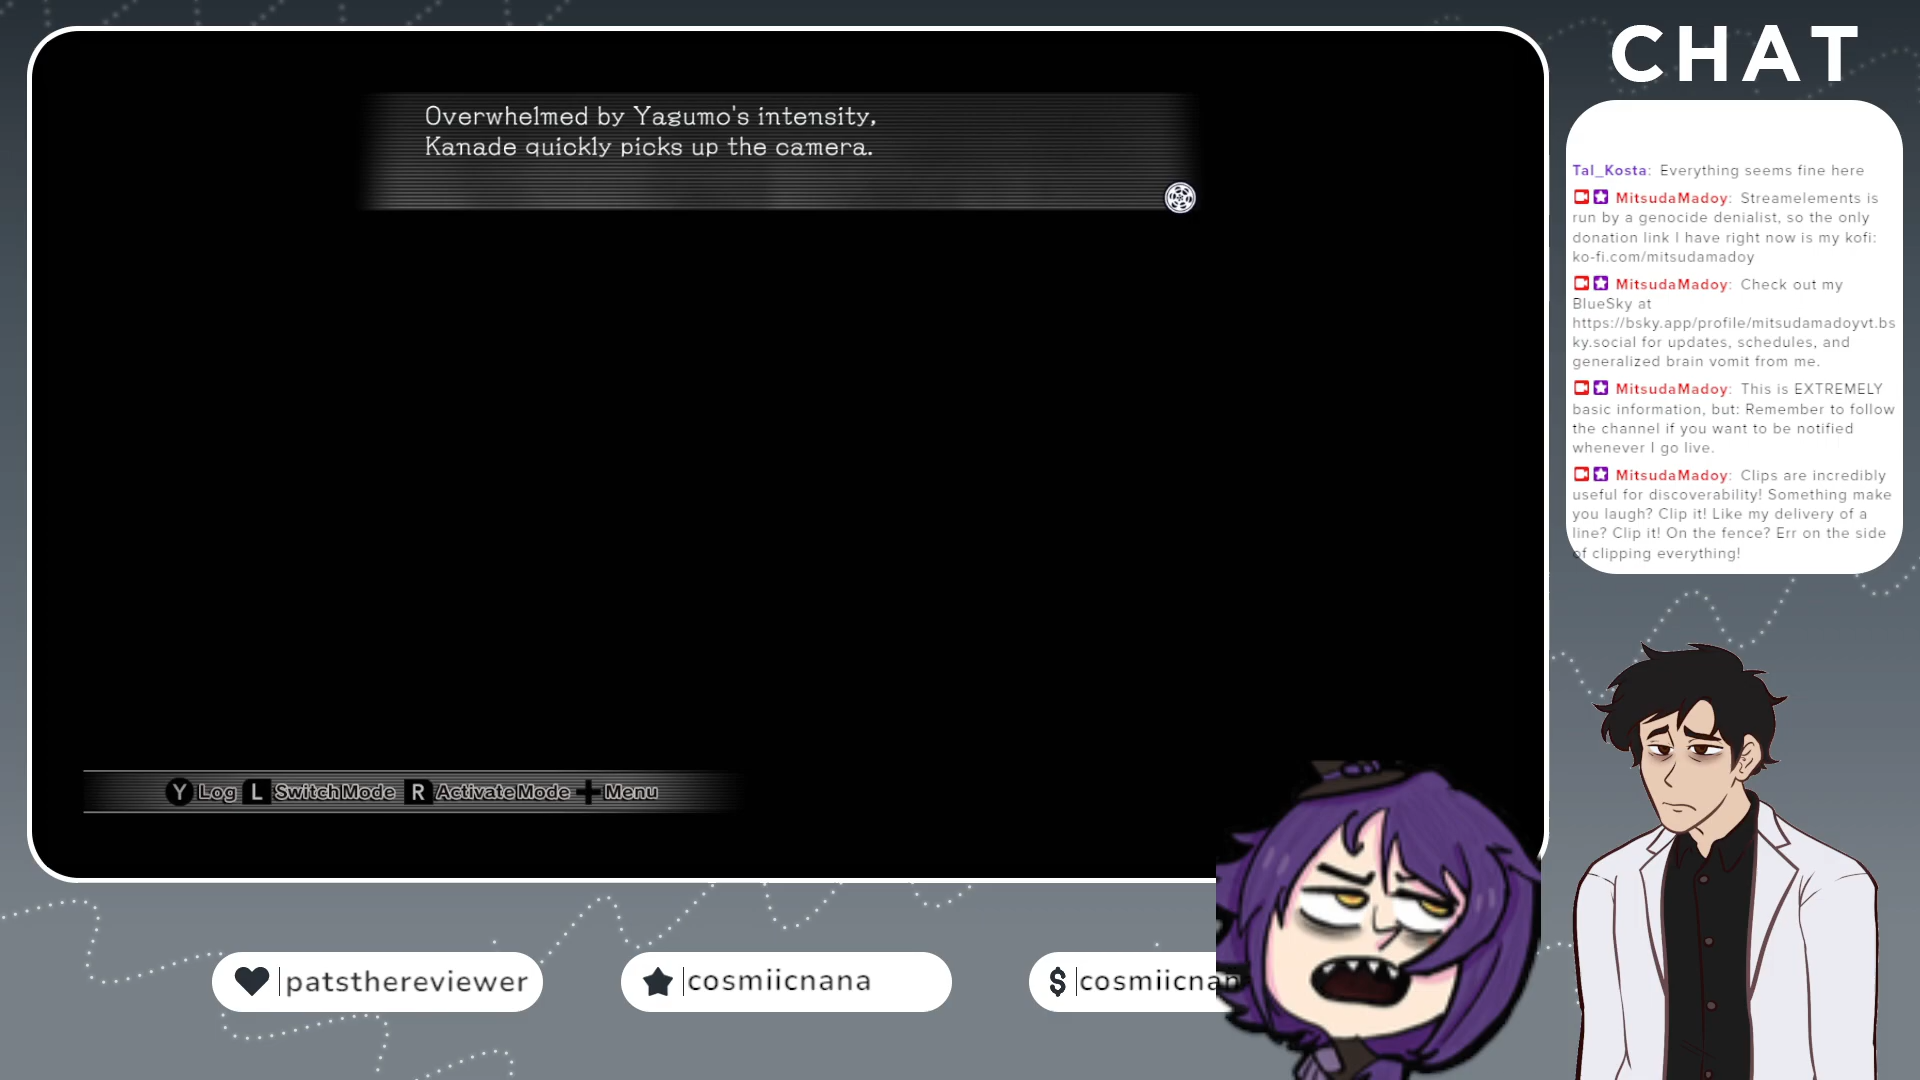 Overwhelmed by Yagumo's intensity,
Kanade quickly picks up the camera.
Y Log L SwitchMode R ActivateMode Menu
CHAT
Tal_Kosta: Everything seems fine here
MitsudaMadoy: Streamelements is
run by a genocide denialist, so the only
donation link I have right now is my kofi:
ko-fi.com/mitsudamadoy
MitsudaMadoy: Check out my
BlueSky at
https://bsky.app/profile/mitsudamadoyvt.bs
ky.social for updates, schedules, and
generalized brain vomit from me.
MitsudaMadoy: This is EXTREMELY
basic information, but: Remember to follow
the channel if you want to be notified
whenever I go live.
MitsudaMadoy: Clips are incredibly
useful for discoverability! Something make
you laugh? Clip it! Like my delivery of a
line? Clip it! On the fence? Err on the side
of clipping everything!
patsthereviewer
cosmiicnana
$ cosmiicnan